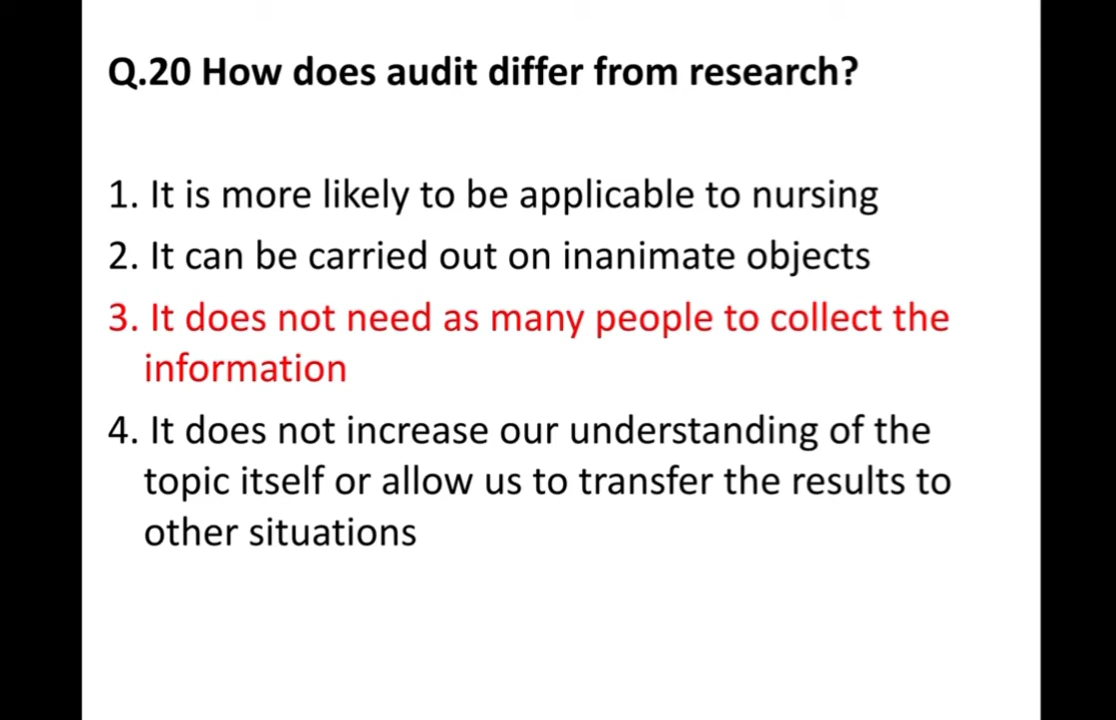 Q.20 How does audit differ from research?
1. It is more likely to be applicable to nursing
2. It can be carried out on inanimate objects
3. It does not need as many people to collect the
information
4. It does not increase our understanding of the
topic itself or allow us to transfer the results to
other situations